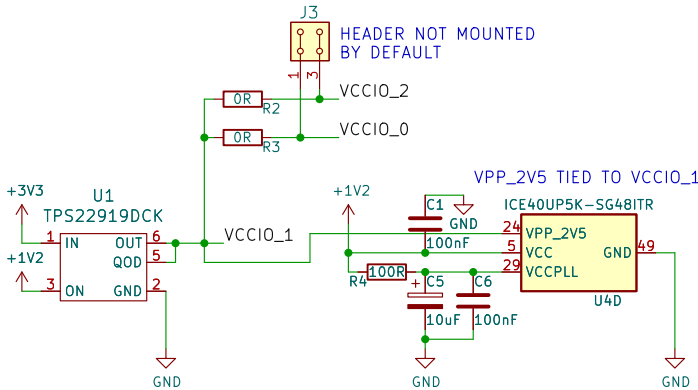 J3
HEADER NOT MOUNTED
BY DEFAULT
1
3
VCCIO_2
0R
R2
VCCIO_0
0R
R3
VPP_2V5 TIED TO VCCIO_1
+3V3
U1
TPS22919DCK
+1V2
C1
GND
100nF
ICE40UP5K-SG48ITR
VCCIO_1
1
IN
OUT
6
QOD
5
+1V2
3
ON
GND
2
24
VPP_2V5
5
VCC
GND
49
29
VCCPLL
R4
100R
+
C5
10uF
C6
100nF
U4D
GND
GND
GND